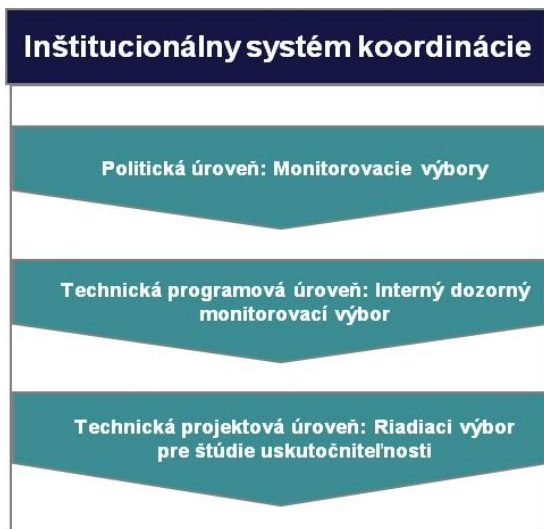 Inštitucionálny systém koordinácie
Politická úroveň: Monitorovacie výbory
Technická programová úroveň: Interný dozorný
monitorovací výbor
Technická projektová úroveň: Riadiaci výbor
pre štúdie uskutočniteľnosti